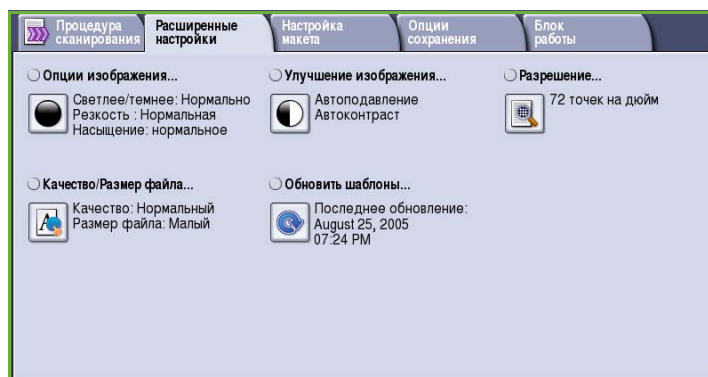 Процедура
сканирования
Расширенные
настройки
Настройка
макета
Опции
сохранения
Блок
работы
Опции изображения...
Светлее/темнее: Нормально
Резкость : Нормальная
Насыщение: нормальное
Улучшение изображения...
Автоподавление
Автоконтраст
Разрешение...
72 точек на дюйм
Качество/Размер файла...
Качество: Нормальный
Размер файла: Малый
Обновить шаблоны...
Последнее обновление:
August 25, 2005
07:24 PM